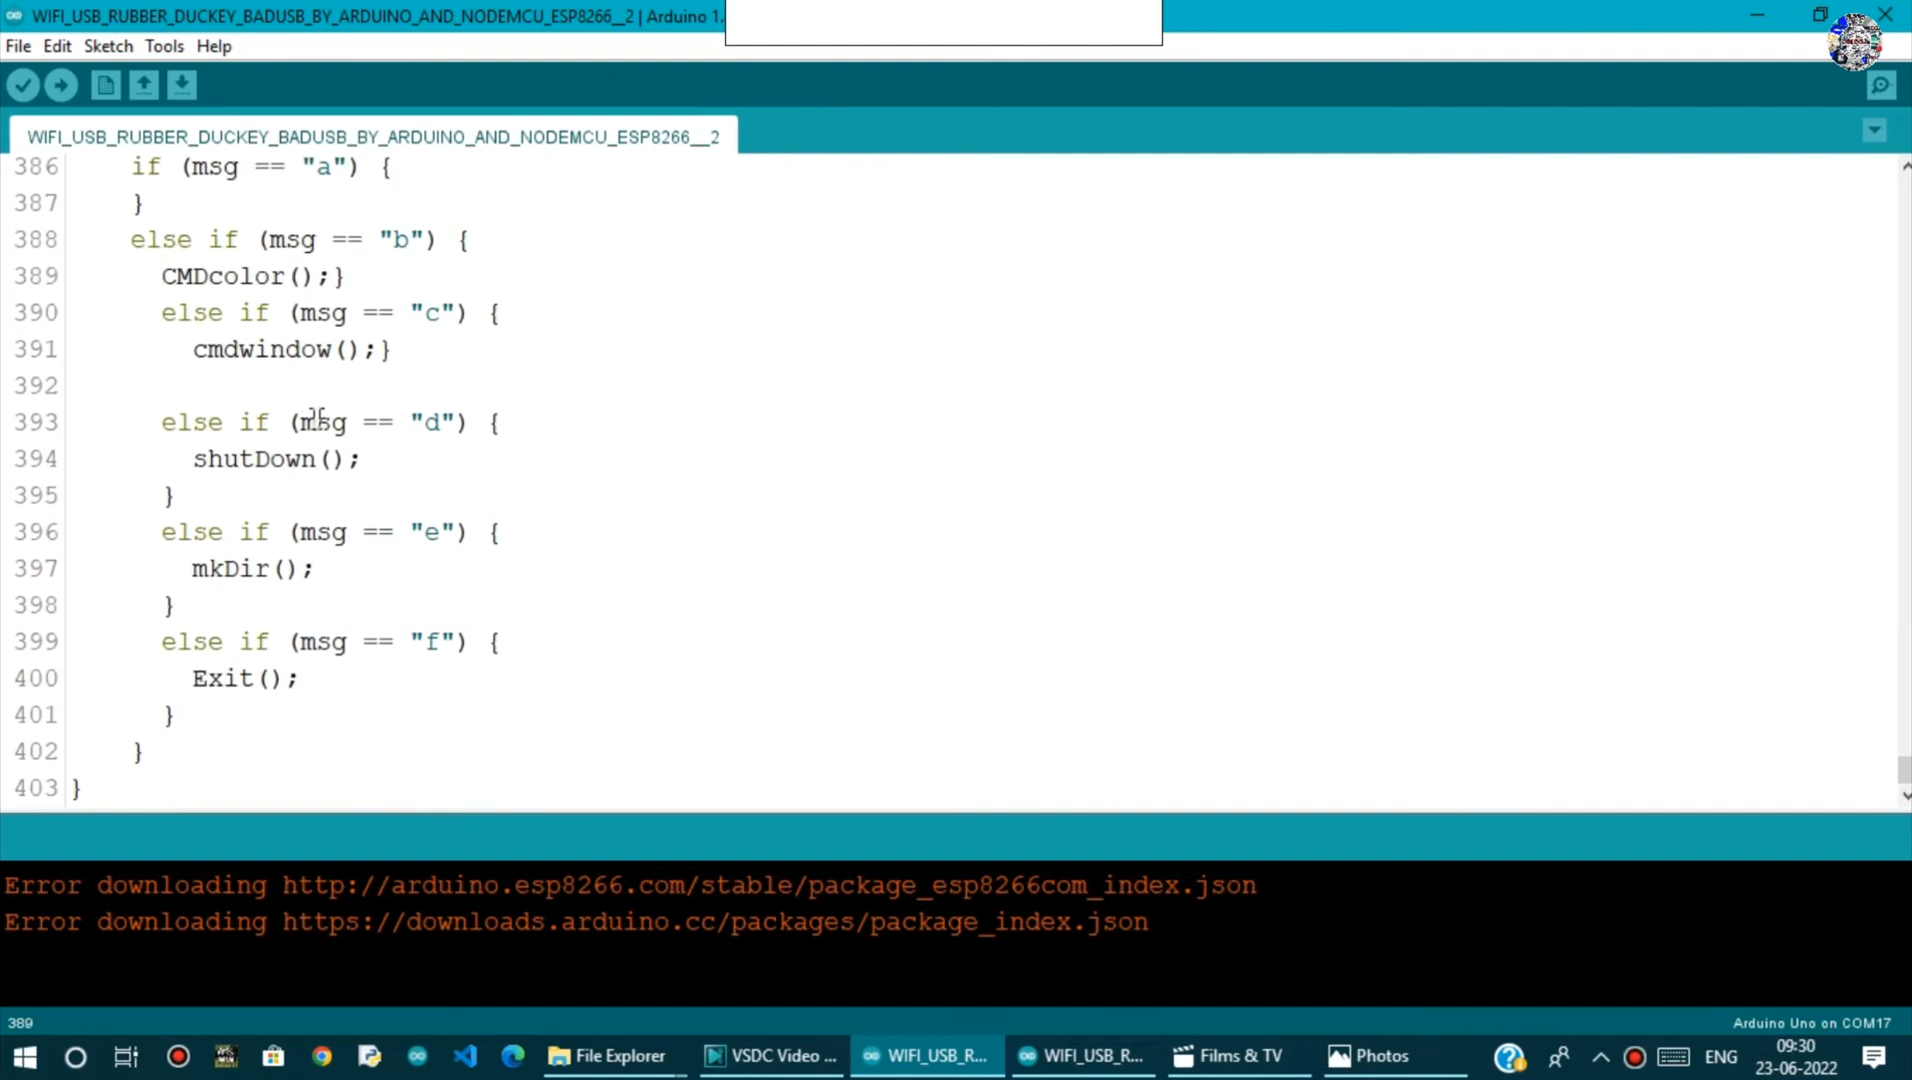 WIFI_USB_RUBBER_DUCKEY_BADUSB_BY_ARDUINO_AND_NODEMCU_ESP8266__2 | Arduino 1.
File Edit Sketch Tools Help
WIFI_USB_RUBBER_DUCKEY_BADUSB_BY_ARDUINO_AND_NODEMCU_ESP8266__2
386 if (msg == "a") {
387 }
388 else if (msg == "b") {
389 CMDcolor();}
390 else if (msg == "c") {
391 cmdwindow();}
392
393 else if (msg == "d") {
394 shutDown();
395 }
396 else if (msg == "e") {
397 mkDir();
398 }
399 else if (msg == "f") {
400 Exit();
401 }
402 }
403 }
Error downloading http://arduino.esp8266.com/stable/package_esp8266com_index.json
Error downloading https://downloads.arduino.cc/packages/package_index.json
389
Arduino Uno on COM17
File Explorer
VSDC Video ...
WIFI_USB_R...
WIFI_USB_R...
Films & TV
Photos
ENG
09:30
23-06-2022